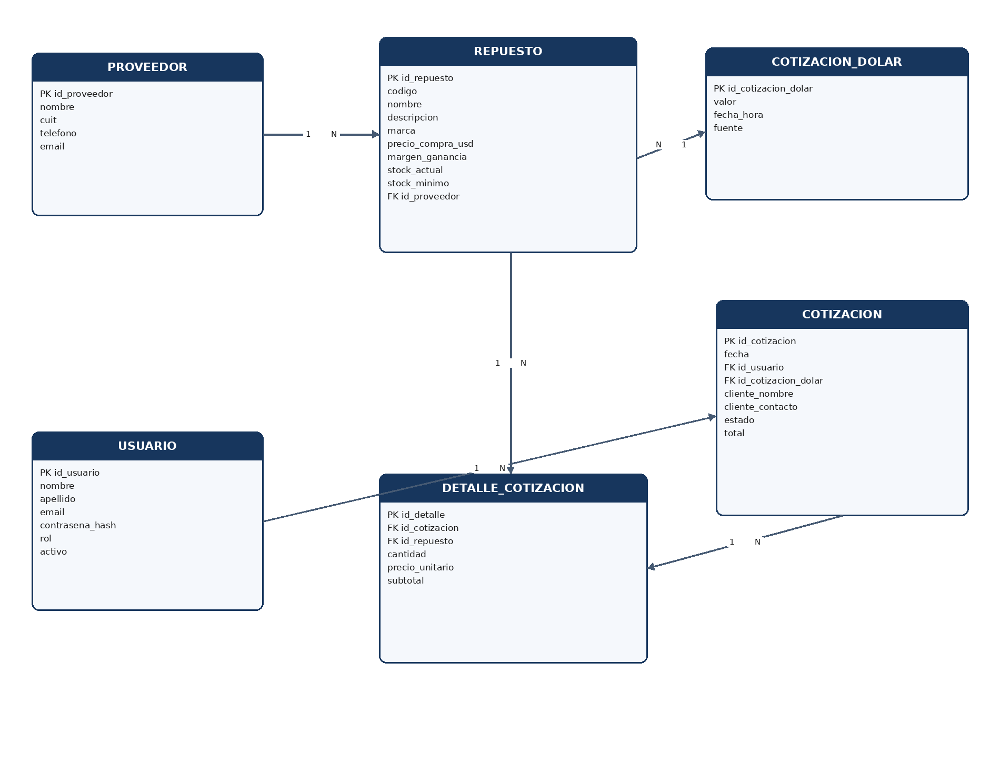 PROVEEDOR
PK id_proveedor
nombre
cuit
telefono
email
1 N
REPUESTO
PK id_repuesto
codigo
nombre
descripcion
marca
precio_compra_usd
margen_ganancia
stock_actual
stock_minimo
FK id_proveedor
N 1
COTIZACION_DOLAR
PK id_cotizacion_dolar
valor
fecha_hora
fuente
1 N
COTIZACION
PK id_cotizacion
fecha
FK id_usuario
FK id_cotizacion_dolar
cliente_nombre
cliente_contacto
estado
total
USUARIO
PK id_usuario
nombre
apellido
email
contrasena_hash
rol
activo
1 N
DETALLE_COTIZACION
PK id_detalle
FK id_cotizacion
FK id_repuesto
cantidad
precio_unitario
subtotal
1 N